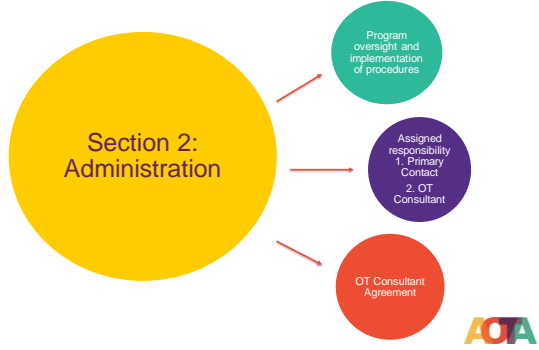 Section 2:
Administration
Program
oversight and
implementation
of procedures
Assigned
responsibility
1. Primary
Contact
2. OT
Consultant
OT Consultant
Agreement
AOTA